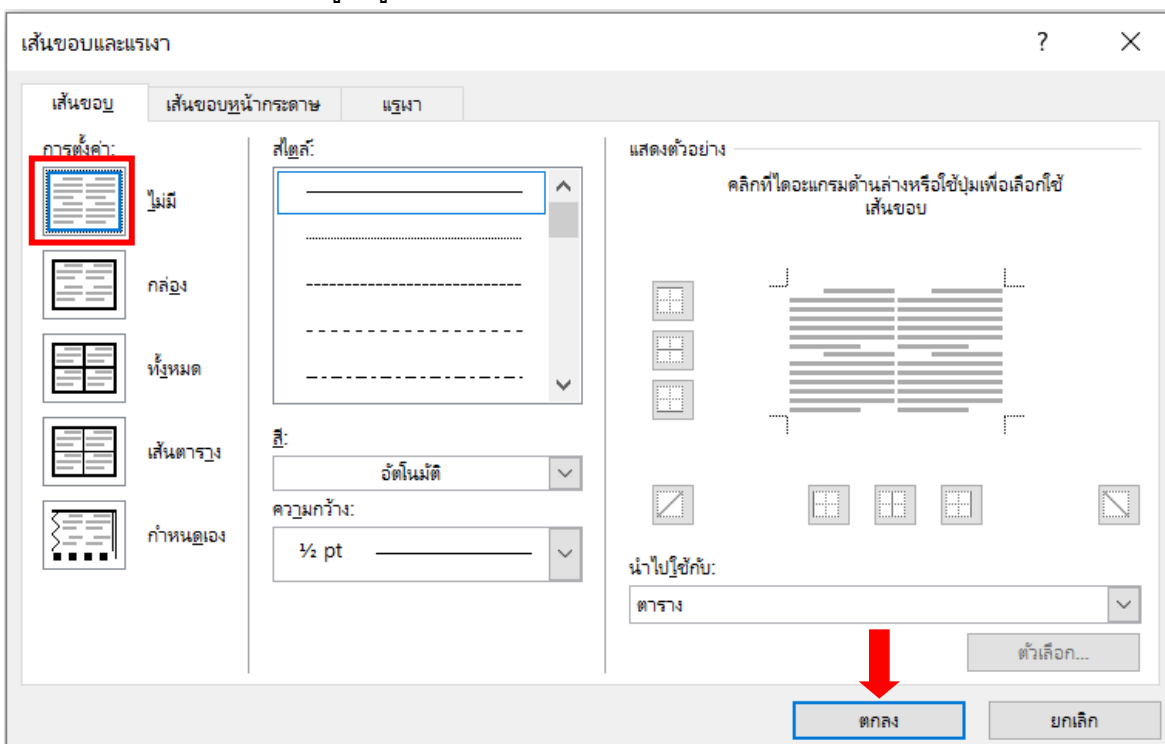 เส้นขอบและแรเงา
?
เส้นขอบ
เส้นขอบหน้ากระดาษ
แรเงา
การตั้งค่า:
ไม่มี
กล่อง
ทั้งหมด
เส้นตาราง
กำหนดเอง
สไตล์:
สี:
อัตโนมัติ
ความกว้าง:
½ pt
แสดงตัวอย่าง
คลิกที่ไดอะแกรมด้านล่างหรือใช้ปุ่มเพื่อเลือกใช้
เส้นขอบ
นำไปใช้กับ:
ตาราง
ตัวเลือก...
ตกลง
ยกเลิก